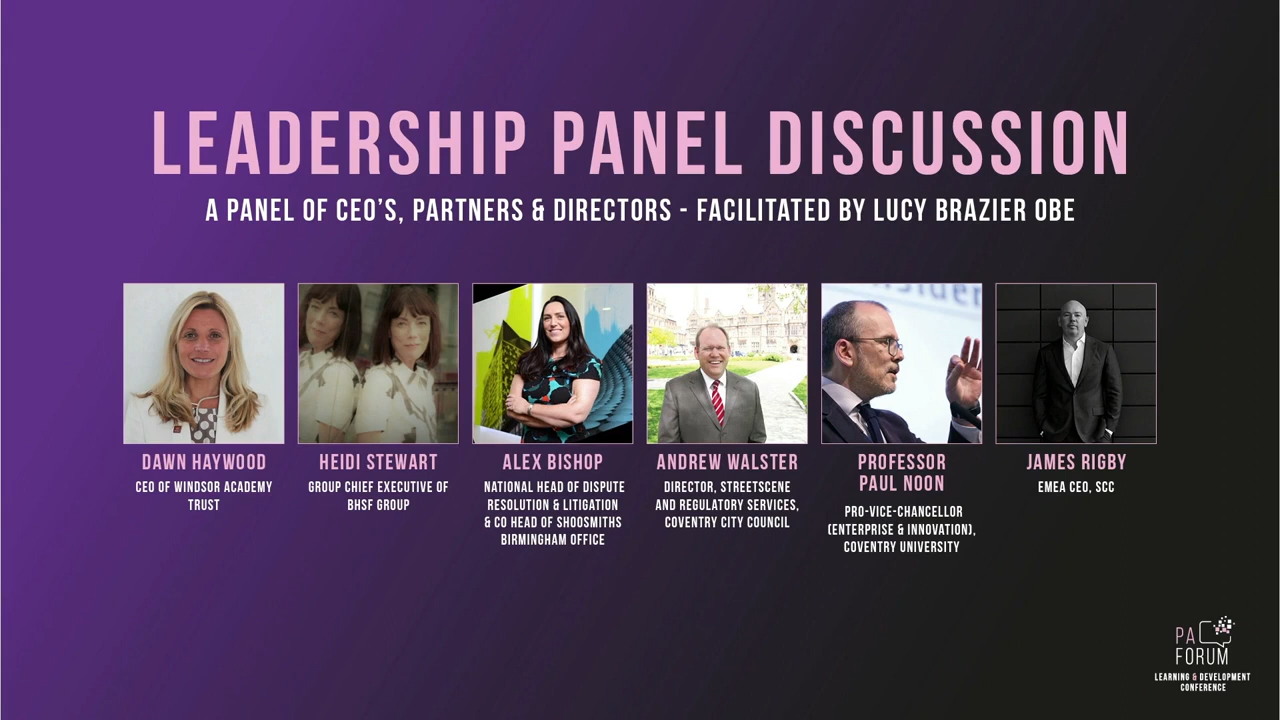 LEADERSHIP PANEL DISCUSSION
A PANEL OF CEO'S, PARTNERS & DIRECTORS - FACILITATED BY LUCY BRAZIER OBE
DAWN HAYWOOD
CEO OF WINDSOR ACADEMY
TRUST
HEIDI STEWART
GROUP CHIEF EXECUTIVE OF
BHSF GROUP
ALEX BISHOP
NATIONAL HEAD OF DISPUTE
RESOLUTION & LITIGATION
& CO HEAD OF SHOOSMITHS
BIRMINGHAM OFFICE
ANDREW WALSTER
DIRECTOR, STREETSCENE
AND REGULATORY SERVICES,
COVENTRY CITY COUNCIL
PROFESSOR
PAUL NOON
PRO-VICE-CHANCELLOR
(ENTERPRISE & INNOVATION),
COVENTRY UNIVERSITY
JAMES RIGBY
EMEA CEO, SCC
PA
FORUM
LEARNING & DEVELOPMENT
CONFERENCE